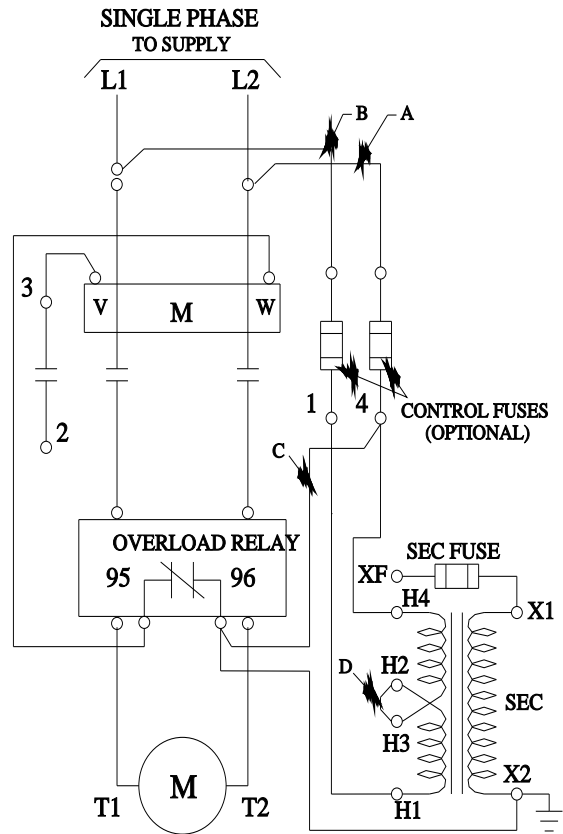 SINGLE PHASE
TO SUPPLY
L1 L2
B A
3
V M W
2
1 4
CONTROL FUSES
(OPTIONAL)
C
OVERLOAD RELAY
95 96
SEC FUSE
XF
H4 X1
D H2
SEC
H3
X2
T1 M T2 H1